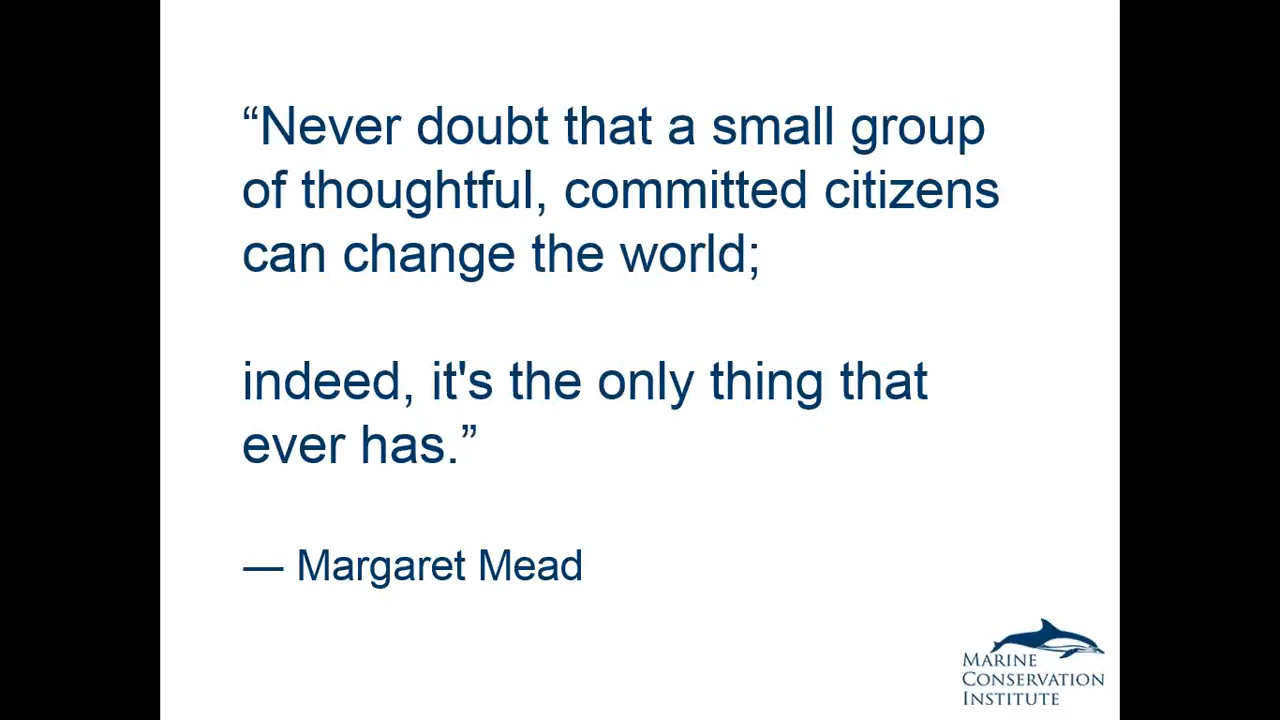 “Never doubt that a small group
of thoughtful, committed citizens
can change the world;
indeed, it's the only thing that
ever has.”
— Margaret Mead
MARINE
CONSERVATION
INSTITUTE